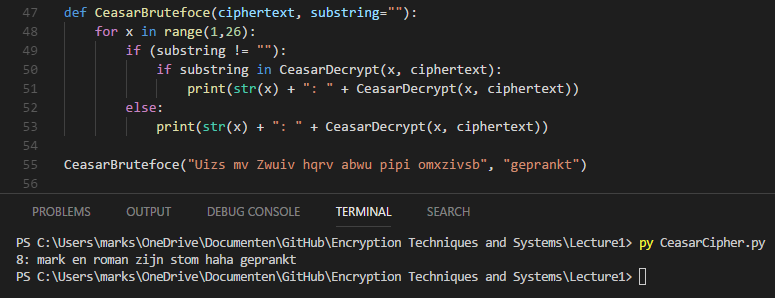 47 def CeasarBrutefoce(ciphertext, substring=""):
48 for x in range(1,26):
49 if (substring != ""):
50 if substring in CeasarDecrypt(x, ciphertext):
51 print(str(x) + ": " + CeasarDecrypt(x, ciphertext))
52 else:
53 print(str(x) + ": " + CeasarDecrypt(x, ciphertext))
54
55 CeasarBrutefoce("Uizs mv Zwuiv hqrv abwu pipi omxzivsb", "geprankt")
56
PROBLEMS OUTPUT DEBUG CONSOLE TERMINAL SEARCH
PS C:\Users\marks\OneDrive\Documenten\GitHub\Encryption Techniques and Systems\Lecture1> py CeasarCipher.py
8: mark en roman zijn stom haha geprankt
PS C:\Users\marks\OneDrive\Documenten\GitHub\Encryption Techniques and Systems\Lecture1>